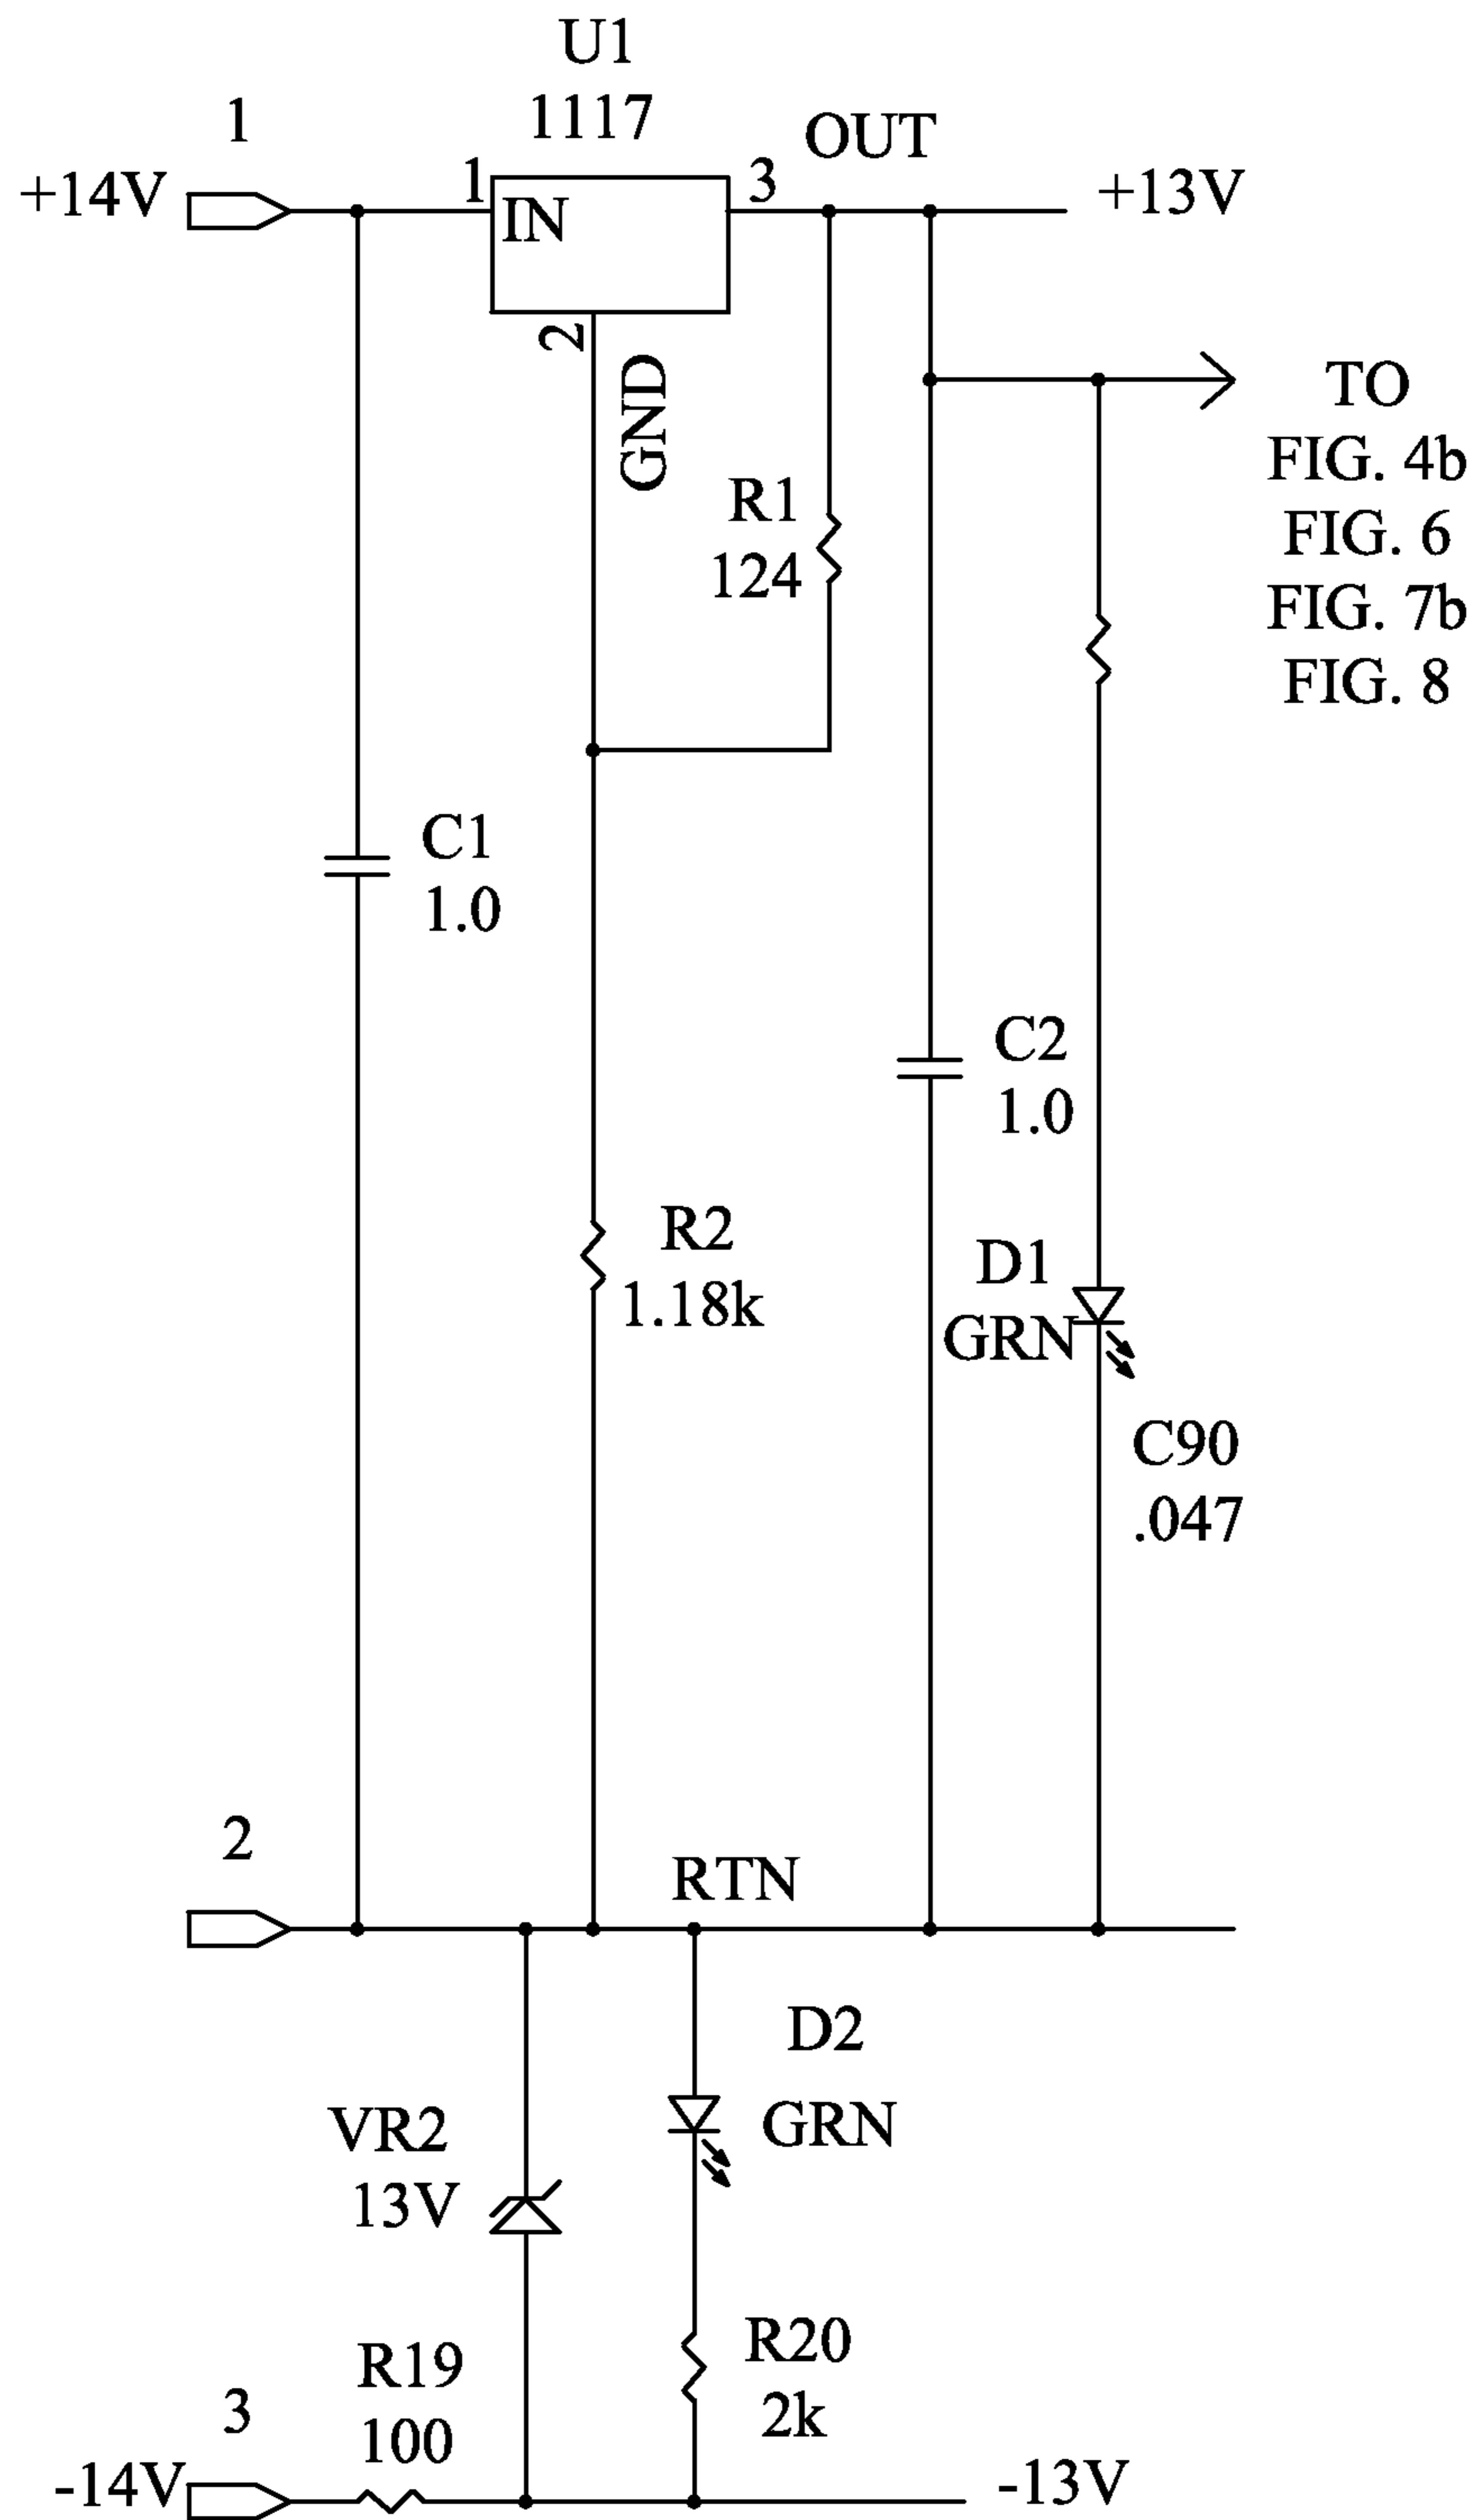 U1
1117
1
+14V
1
IN
3
OUT
+13V
2
GND
TO
FIG. 4b
FIG. 6
FIG. 7b
FIG. 8
R1
124
C1
1.0
C2
1.0
R2
1.18k
D1
GRN
C90
.047
2
RTN
D2
GRN
VR2
13V
R19
100
R20
2k
3
-14V
-13V